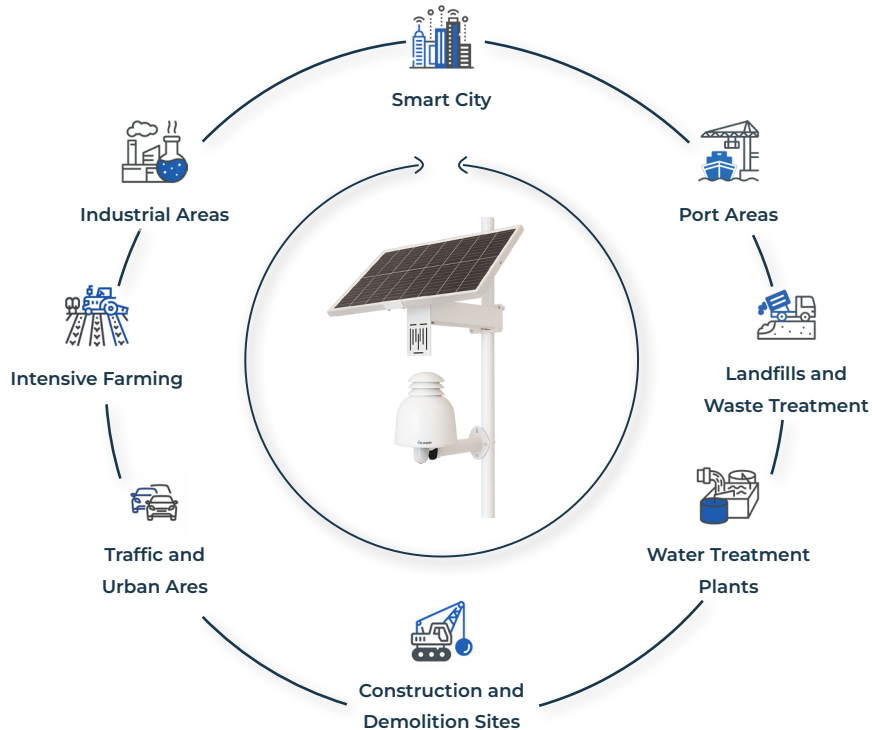 Smart City
Industrial Areas
Port Areas
Intensive Farming
Landfills and
Waste Treatment
Traffic and
Urban Ares
Water Treatment
Plants
Construction and
Demolition Sites